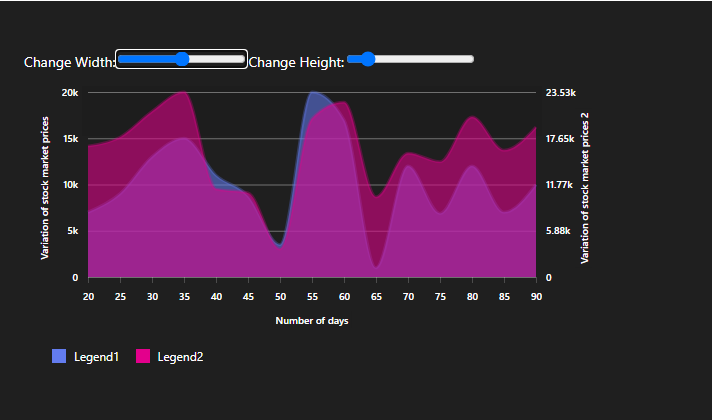 Change Width: Change Height:
20k 23.53k
15k 17.65k
10k 11.77k
5k 5.88k
0 0
Variation of stock market prices
Variation of stock market prices 2
20 25 30 35 40 45 50 55 60 65 70 75 80 85 90
Number of days
Legend1 Legend2